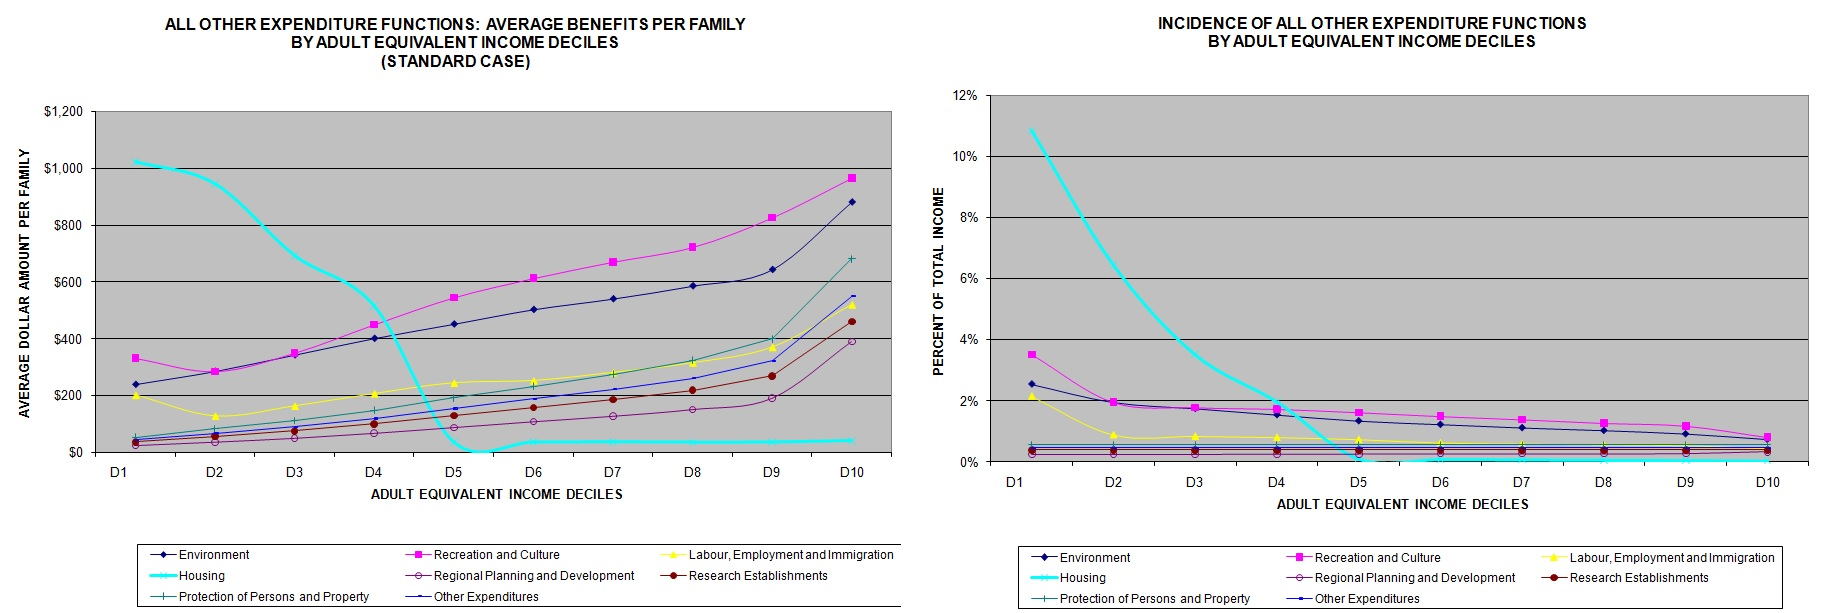 ALL OTHER EXPENDITURE FUNCTIONS: AVERAGE BENEFITS PER FAMILY
BY ADULT EQUIVALENT INCOME DECILES
(STANDARD CASE)
AVERAGE DOLLAR AMOUNT PER FAMILY
$1,200
$1,000
$800
$600
$400
$200
$0
D1 D2 D3 D4 D5 D6 D7 D8 D9 D10
ADULT EQUIVALENT INCOME DECILES
Environment Recreation and Culture Labour, Employment and Immigration
Housing Regional Planning and Development Research Establishments
Protection of Persons and Property Other Expenditures
INCIDENCE OF ALL OTHER EXPENDITURE FUNCTIONS
BY ADULT EQUIVALENT INCOME DECILES
PERCENT OF TOTAL INCOME
12%
10%
8%
6%
4%
2%
0%
D1 D2 D3 D4 D5 D6 D7 D8 D9 D10
ADULT EQUIVALENT INCOME DECILES
Environment Recreation and Culture Labour, Employment and Immigration
Housing Regional Planning and Development Research Establishments
Protection of Persons and Property Other Expenditures